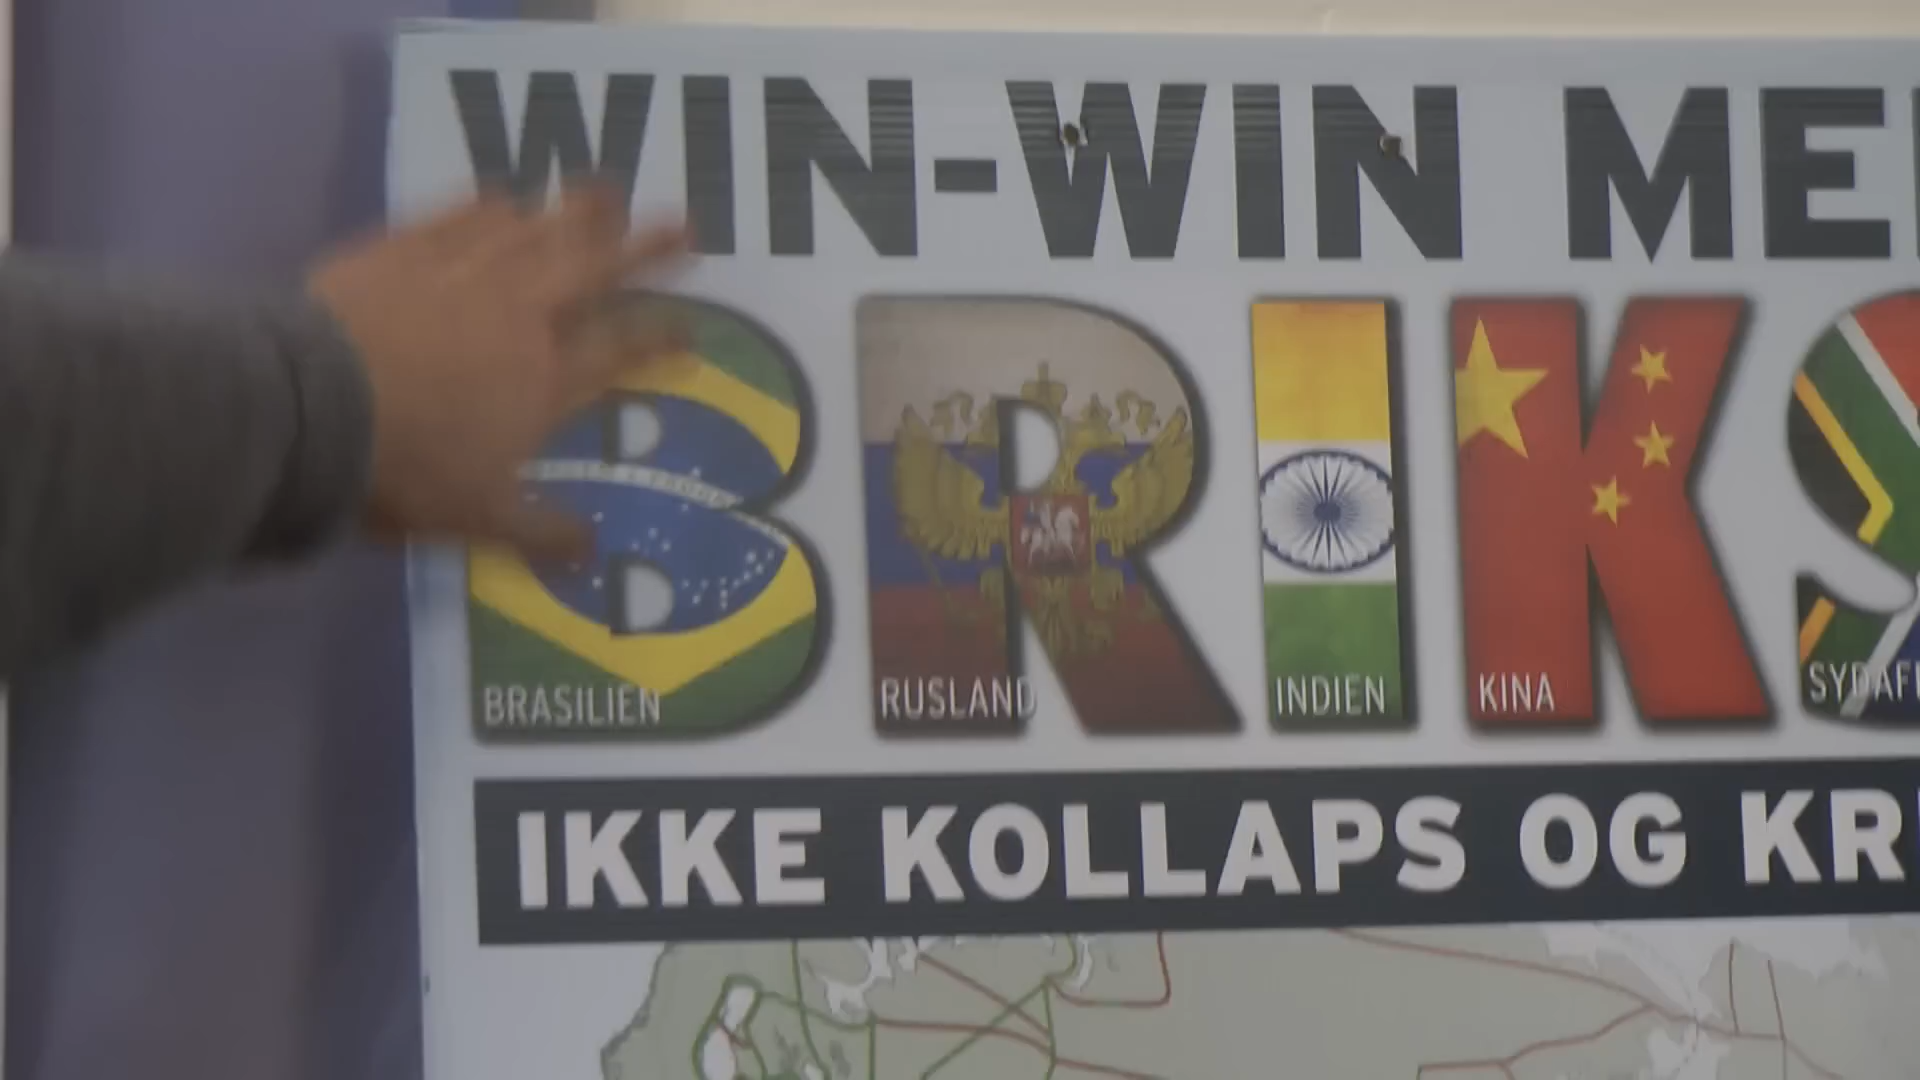 WIN-WIN ME
BRIKS
BRASILIEN RUSLAND INDIEN KINA SYDAF
IKKE KOLLAPS OG KR